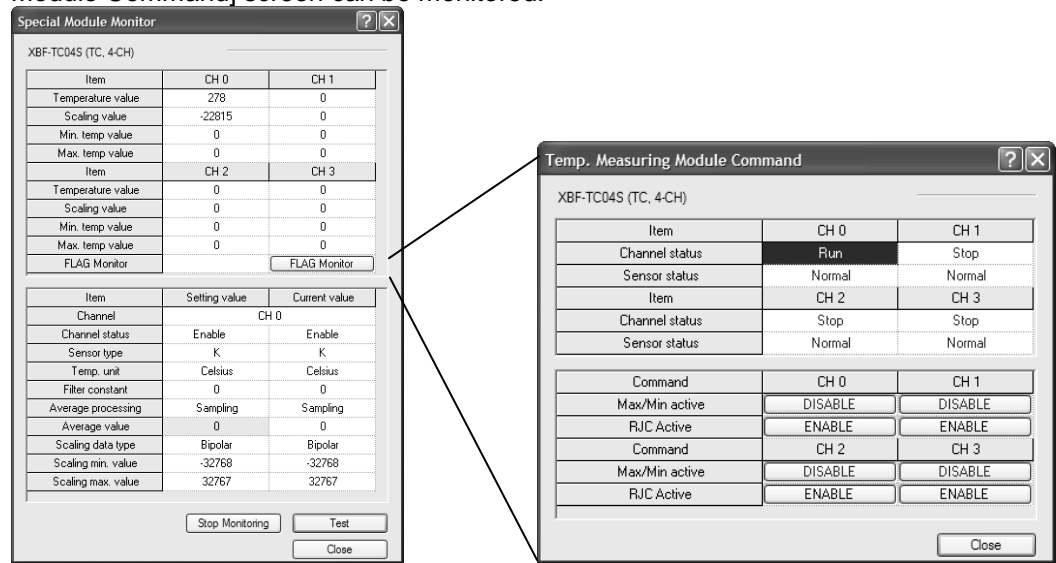 Module Command] screen can be monitored.
Special Module Monitor
XBF-TC04S (TC, 4-CH)
Item CH 0 CH 1
Temperature value 278 0
Scaling value -22815 0
Min. temp value 0 0
Max. temp value 0 0
Item CH 2 CH 3
Temperature value 0 0
Scaling value 0 0
Min. temp value 0 0
Max. temp value 0 0
FLAG Monitor FLAG Monitor
Item Setting value Current value
Channel CH 0
Channel status Enable Enable
Sensor type K K
Temp. unit Celsius Celsius
Filter constant 0 0
Average processing Sampling Sampling
Average value 0 0
Scaling data type Bipolar Bipolar
Scaling min. value -32768 -32768
Scaling max. value 32767 32767
Stop Monitoring Test
Close
Temp. Measuring Module Command
XBF-TC04S (TC, 4-CH)
Item CH 0 CH 1
Channel status Run Stop
Sensor status Normal Normal
Item CH 2 CH 3
Channel status Stop Stop
Sensor status Normal Normal
Command CH 0 CH 1
Max/Min active DISABLE DISABLE
RJC Active ENABLE ENABLE
Command CH 2 CH 3
Max/Min active DISABLE DISABLE
RJC Active ENABLE ENABLE
Close